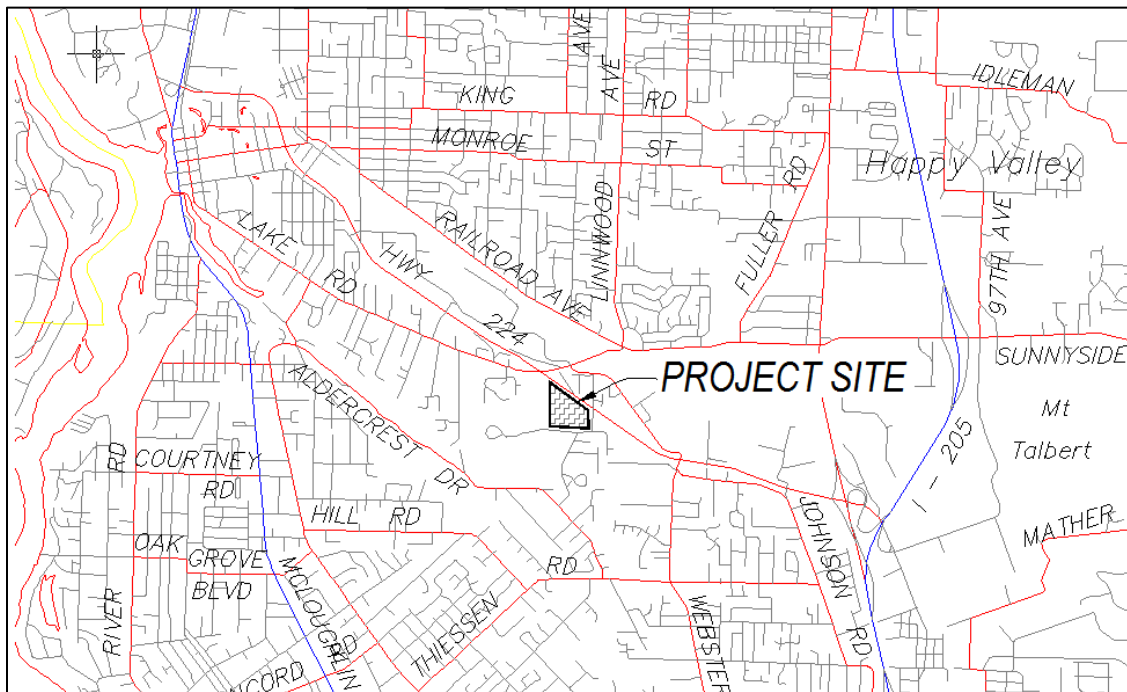 AVE
AVE
IDLEMAN
KING RD
MONROE ST
Happy Valley
LAKE RD
HWY 224
RAILROAD AVE
LINNWOOD
FULLER RD
97TH AVE
SUNNYSIDE
PROJECT SITE
Mt
Talbert
ALDERCREST DR
I - 205
RD
COURTNEY
RD
HILL RD
JOHNSON RD
MATHER
OAK
GROVE
BLVD
RD
RIVER
MCLOUGHLIN
THIESSEN
WEBSTER
RD